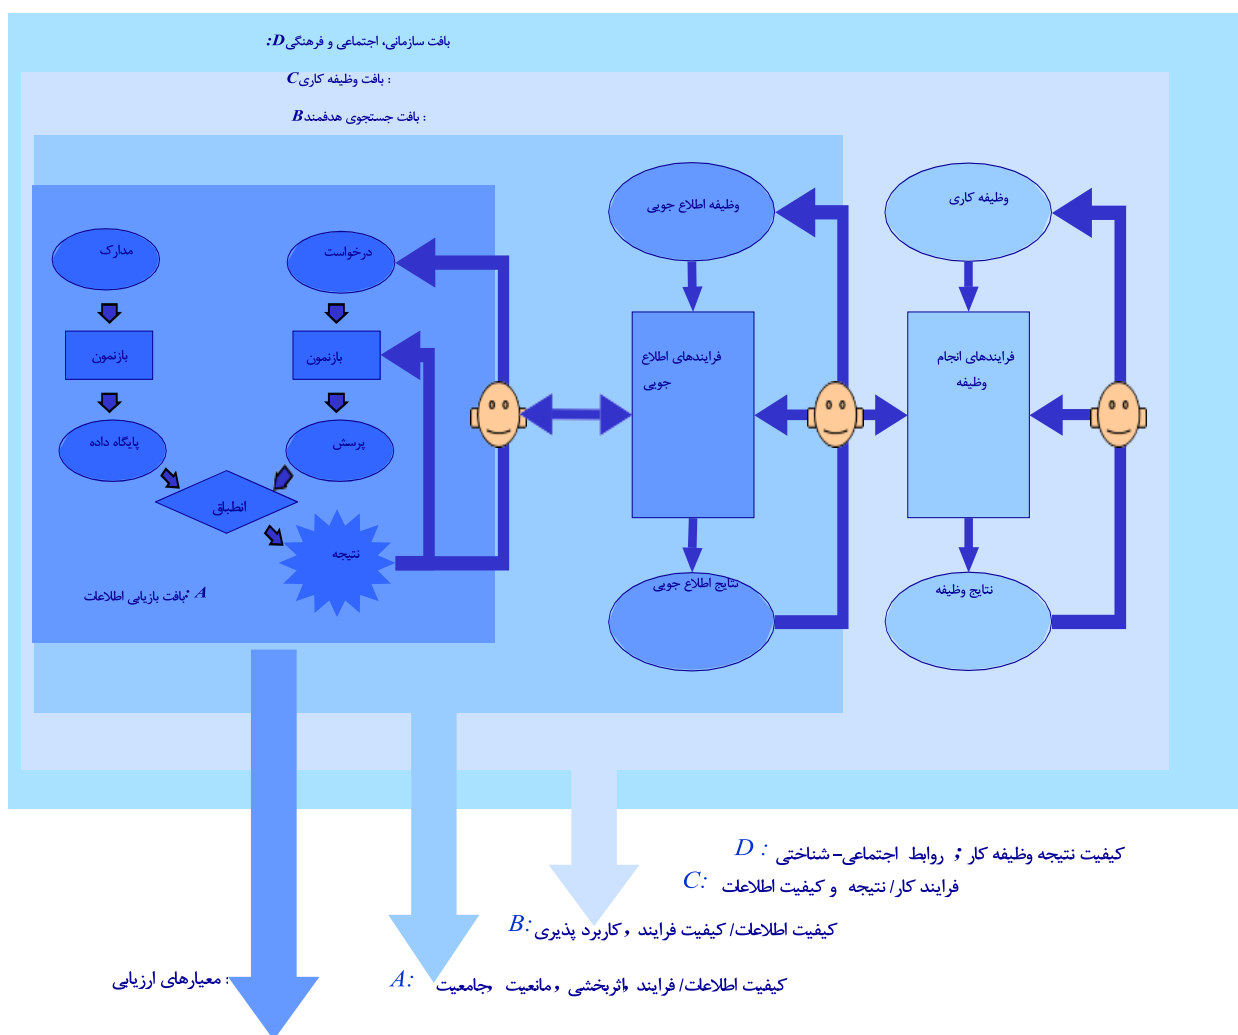 بافت سازمانی، اجتماعی و فرهنگی D:
C بافت وظیفه کاری :
B بافت جستجوی هدفمند :
وظیفه کاری
وظیفه اطلاع جویی
درخواست
مدارک
فرایندهای انجام
وظیفه
فرایندهای اطلاع
جویی
بازنمون
بازنمون
پرسش
پایگاه داده
انطباق
نتیجه
نتایج وظیفه
نتایج اطلاع جویی
A :بافت بازیابی اطلاعات
D : کیفیت نتیجه وظیفه کار ; روابط اجتماعی- شناختی
C: فرایند کار/ نتیجه و کیفیت اطلاعات
B: کیفیت اطلاعات/ کیفیت فرایند , کاربرد پذیری
A: کیفیت اطلاعات/ فرایند ,اثربخشی , مانعیت ,جامعیت
معیارهای ارزیابی :